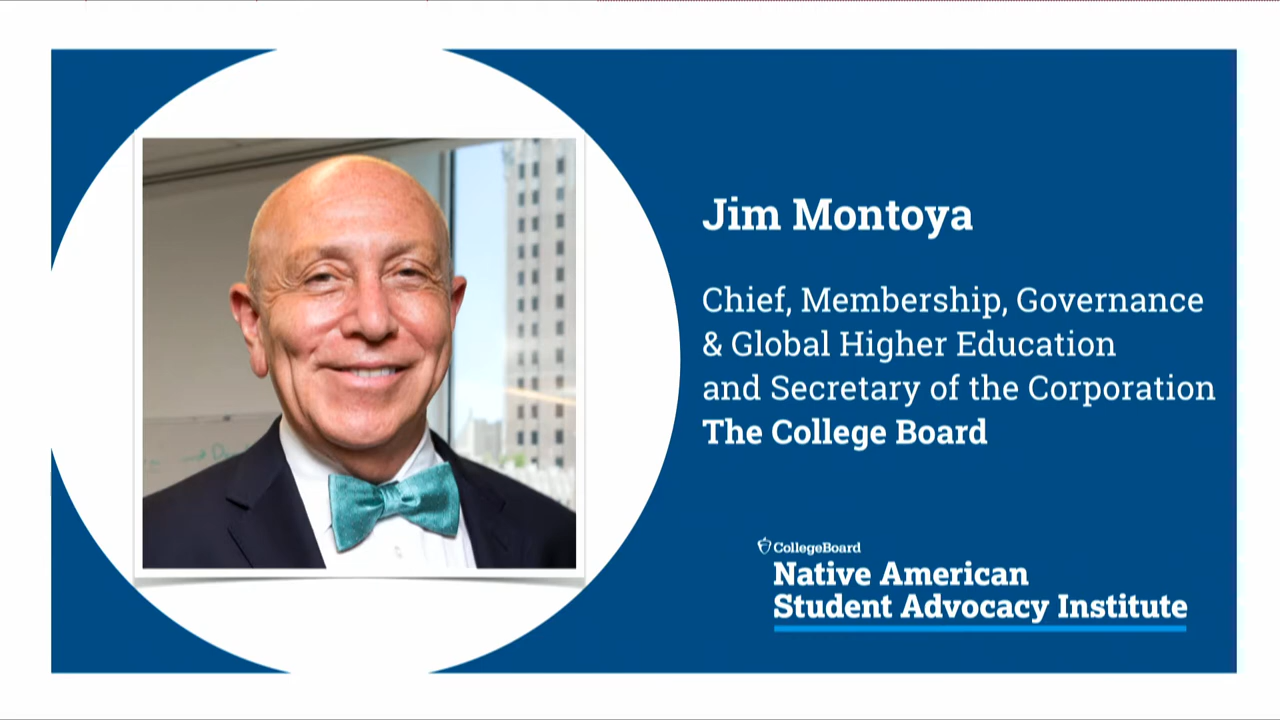 Jim Montoya
Chief, Membership, Governance
& Global Higher Education
and Secretary of the Corporation
The College Board
CollegeBoard
Native American
Student Advocacy Institute